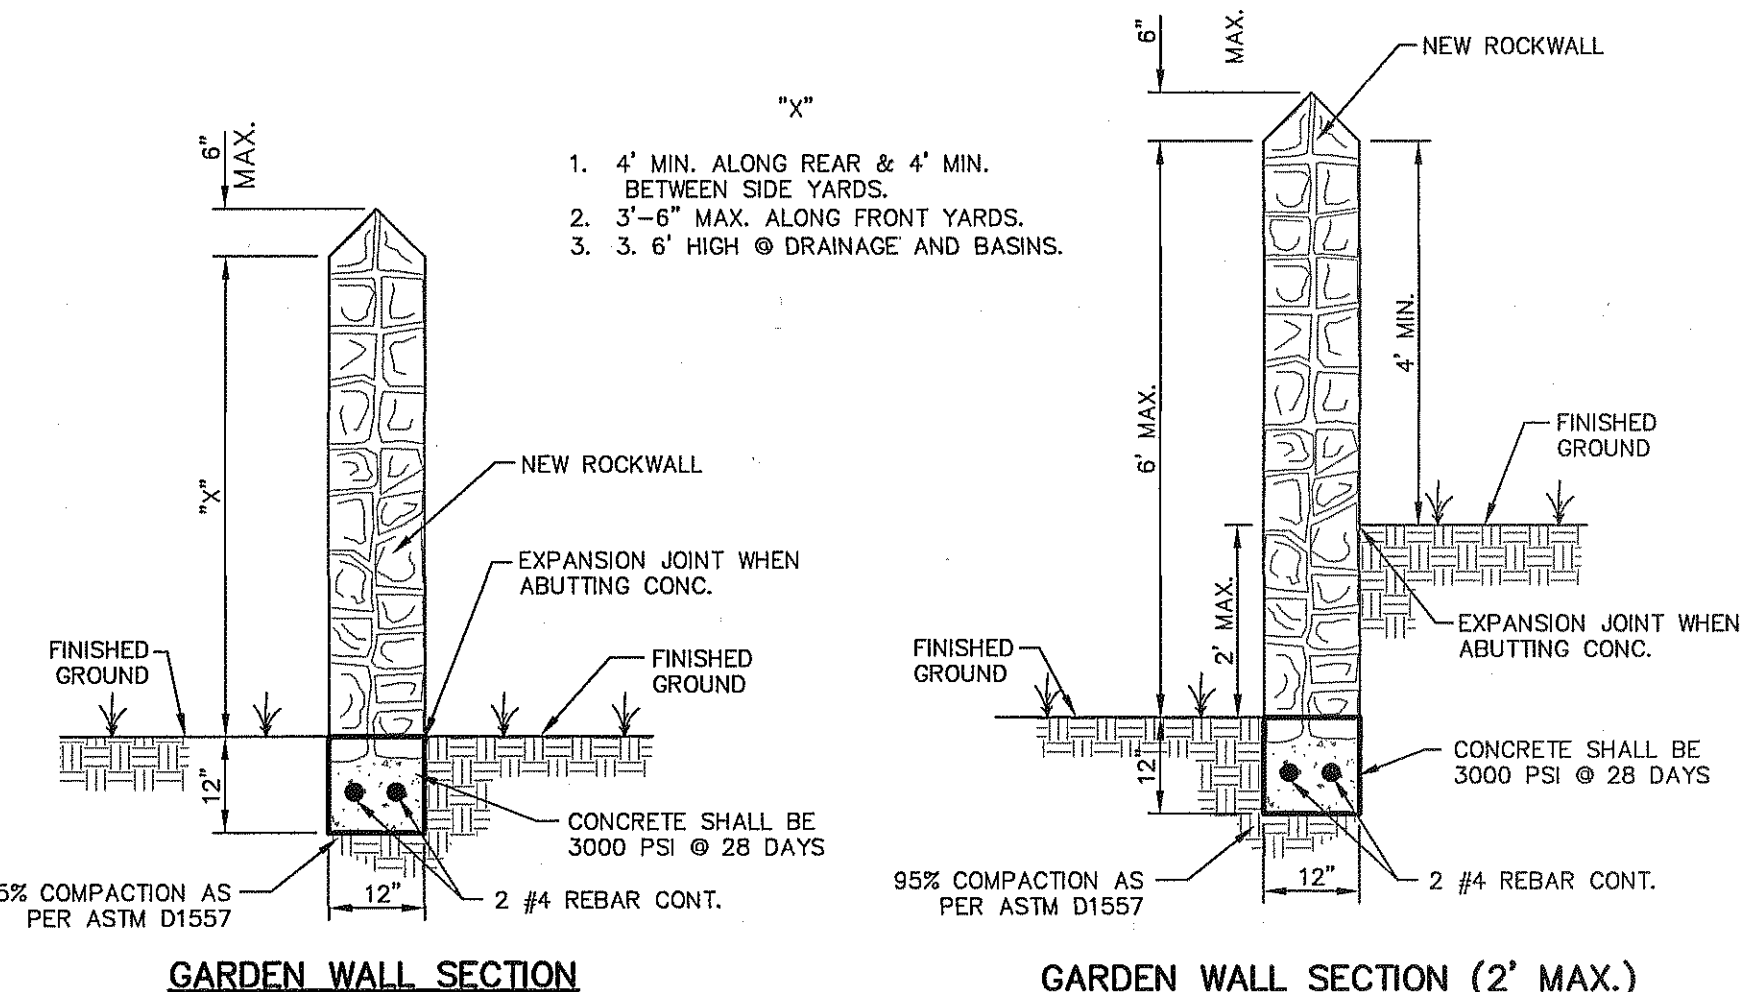 6"
MAX.
"X"
1. 4' MIN. ALONG REAR & 4' MIN.
BETWEEN SIDE YARDS.
2. 3'-6" MAX. ALONG FRONT YARDS.
3. 3. 6' HIGH @ DRAINAGE AND BASINS.
"X"
NEW ROCKWALL
EXPANSION JOINT WHEN
ABUTTING CONC.
FINISHED
GROUND
FINISHED
GROUND
12"
CONCRETE SHALL BE
3000 PSI @ 28 DAYS
5% COMPACTION AS
PER ASTM D1557
12"
2 #4 REBAR CONT.
GARDEN WALL SECTION
6"
MAX.
NEW ROCKWALL
6' MAX.
4' MIN.
FINISHED
GROUND
2' MAX.
EXPANSION JOINT WHEN
ABUTTING CONC.
FINISHED
GROUND
12"
CONCRETE SHALL BE
3000 PSI @ 28 DAYS
95% COMPACTION AS
PER ASTM D1557
12"
2 #4 REBAR CONT.
GARDEN WALL SECTION (2' MAX.)